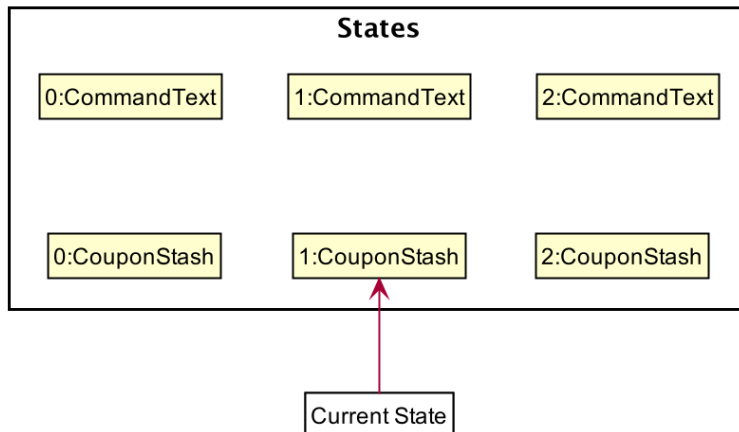 States
0:CommandText 1:CommandText 2:CommandText
0:CouponStash 1:CouponStash 2:CouponStash
Current State